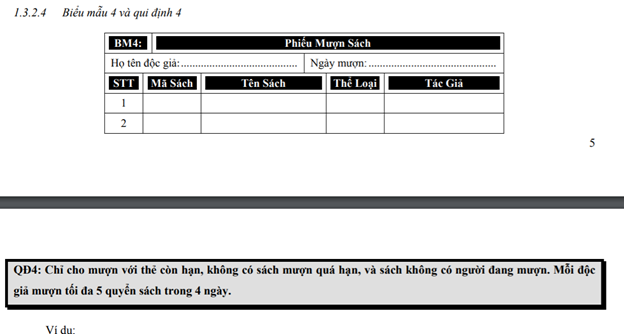 1.3.2.4 Biểu mẫu 4 và qui định 4
BM4: Phiếu Mượn Sách
Họ tên độc giả:........................................ Ngày mượn:............................................
STT Mã Sách Tên Sách Thể Loại Tác Giả
1
2
5
QĐ4: Chỉ cho mượn với thẻ còn hạn, không có sách mượn quá hạn, và sách không có người đang mượn. Mỗi độc
giả mượn tối đa 5 quyển sách trong 4 ngày.
Ví dụ: